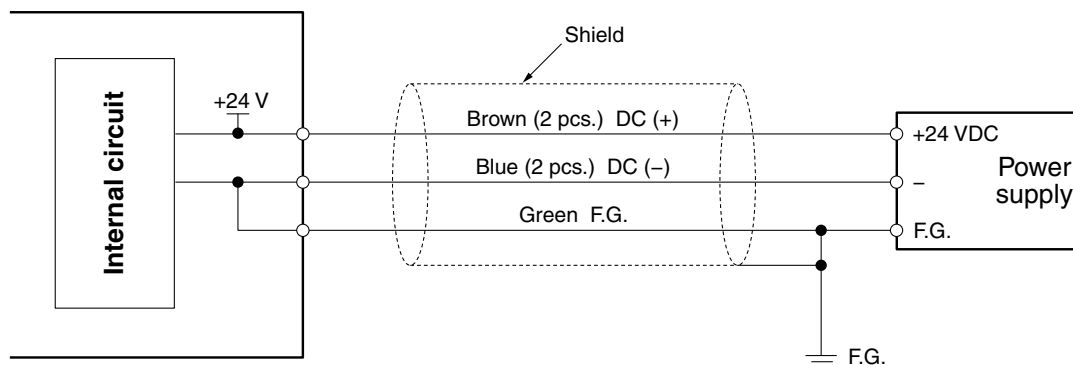 Shield
Internal circuit
+24 V
Brown (2 pcs.) DC (+)
Blue (2 pcs.) DC (−)
Green F.G.
+24 VDC
−
F.G.
Power
supply
F.G.